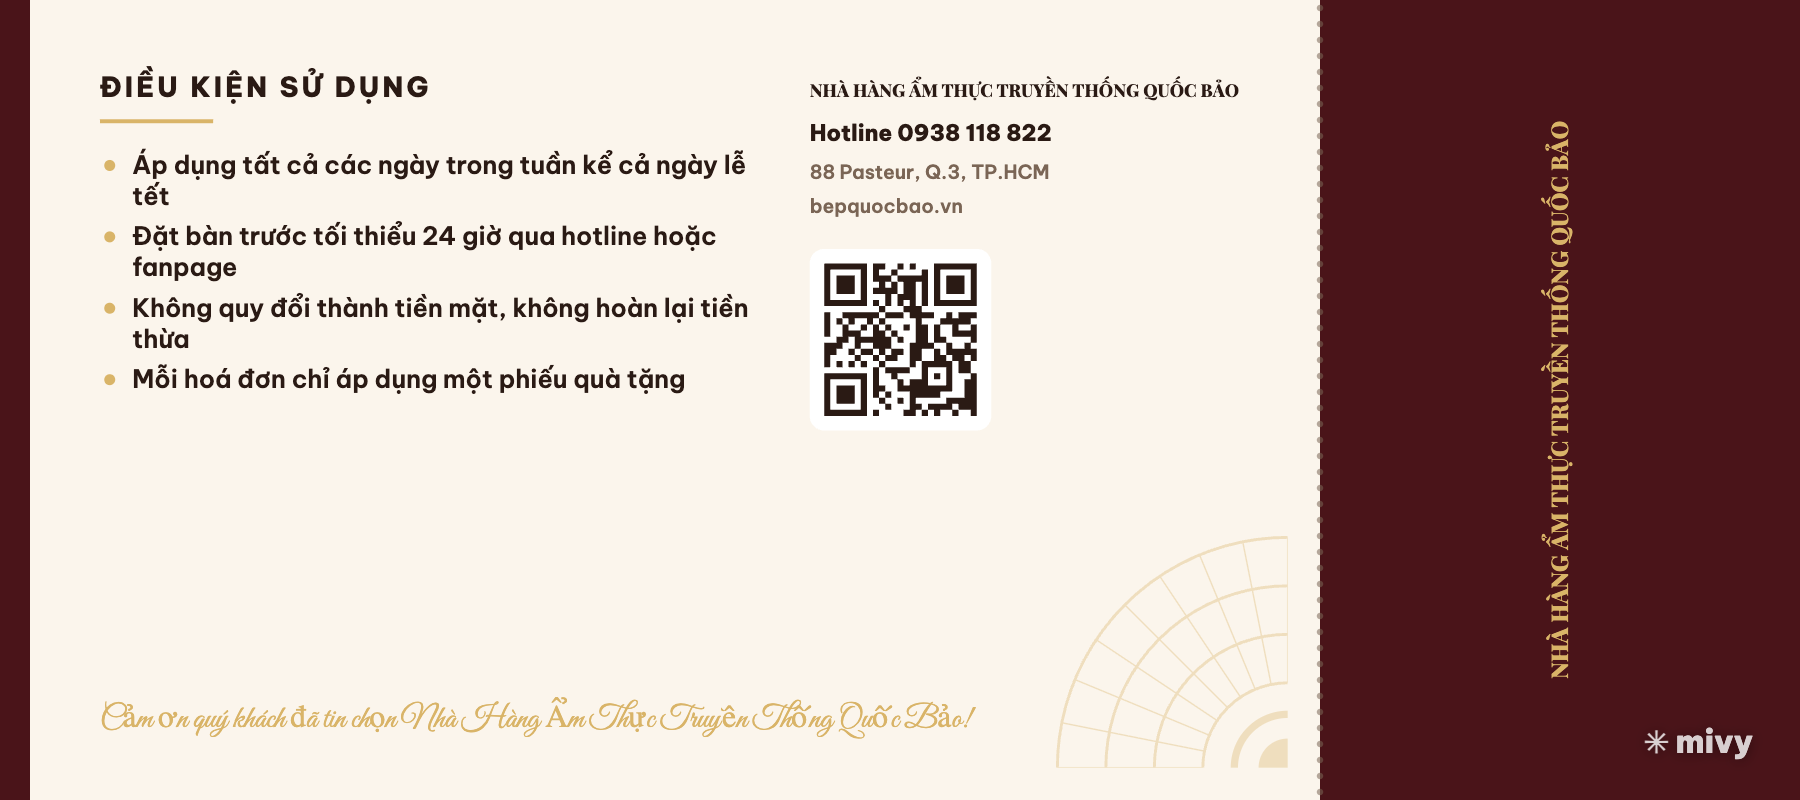 ĐIỀU KIỆN SỬ DỤNG
Áp dụng tất cả các ngày trong tuần kể cả ngày lễ
tết
Đặt bàn trước tối thiểu 24 giờ qua hotline hoặc
fanpage
Không quy đổi thành tiền mặt, không hoàn lại tiền
thừa
Mỗi hoá đơn chỉ áp dụng một phiếu quà tặng
NHÀ HÀNG ẨM THỰC TRUYỀN THỐNG QUỐC BẢO
Hotline 0938 118 822
88 Pasteur, Q.3, TP.HCM
bepquocbao.vn
Cảm ơn quý khách đã tin chọn Nhà Hàng Ẩm Thực Truyền Thống Quốc Bảo!
NHÀ HÀNG ẨM THỰC TRUYỀN THỐNG QUỐC BẢO
mivy